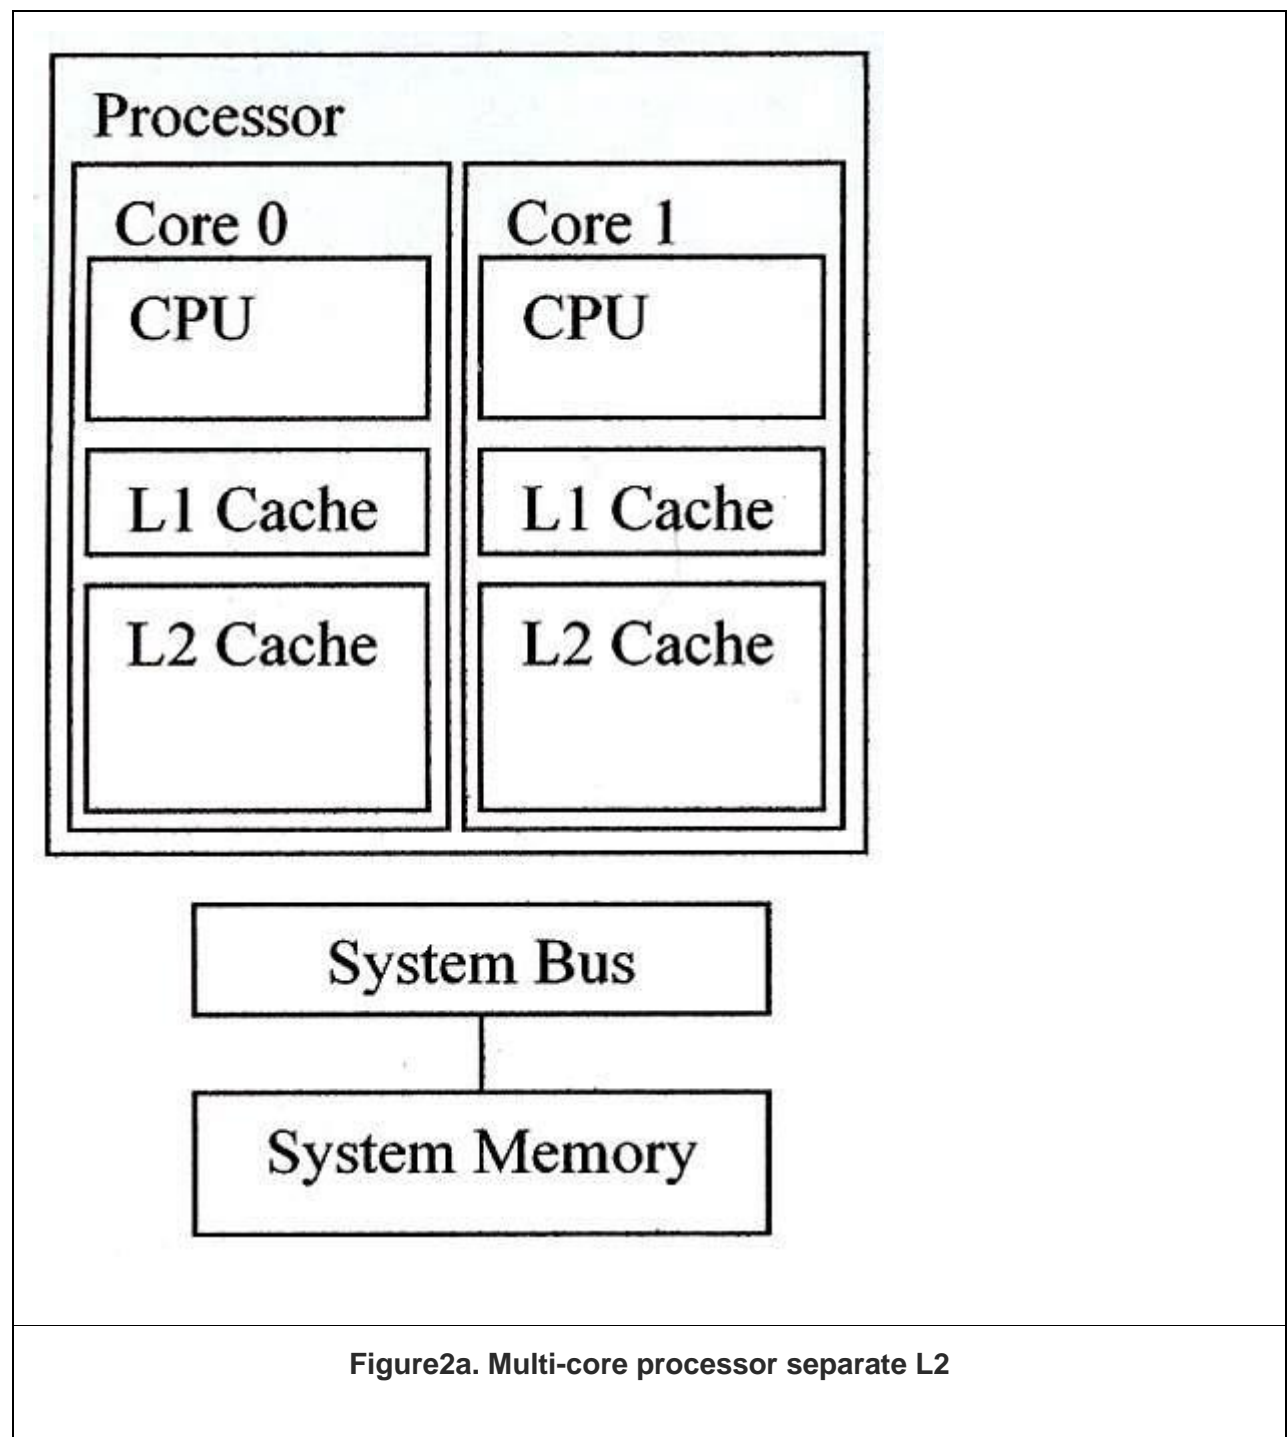 Processor
Core 0
CPU
L1 Cache
L2 Cache
Core 1
CPU
L1 Cache
L2 Cache
System Bus
System Memory
Figure2a. Multi-core processor separate L2